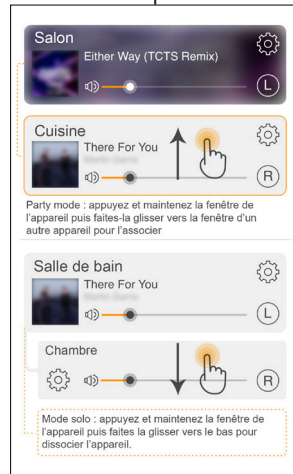 Salon
Either Way (TCTS Remix)
L
Cuisine
There For You
Martin Garrix
R
Party mode : appuyez et maintenez la fenêtre de
l'appareil puis faites-la glisser vers la fenêtre d'un
autre appareil pour l'associer
Salle de bain
There For You
Martin Garrix
L
Chambre
R
Mode solo : appuyez et maintenez la fenêtre de
l'appareil puis faites la glisser vers le bas pour
dissocier l'appareil.